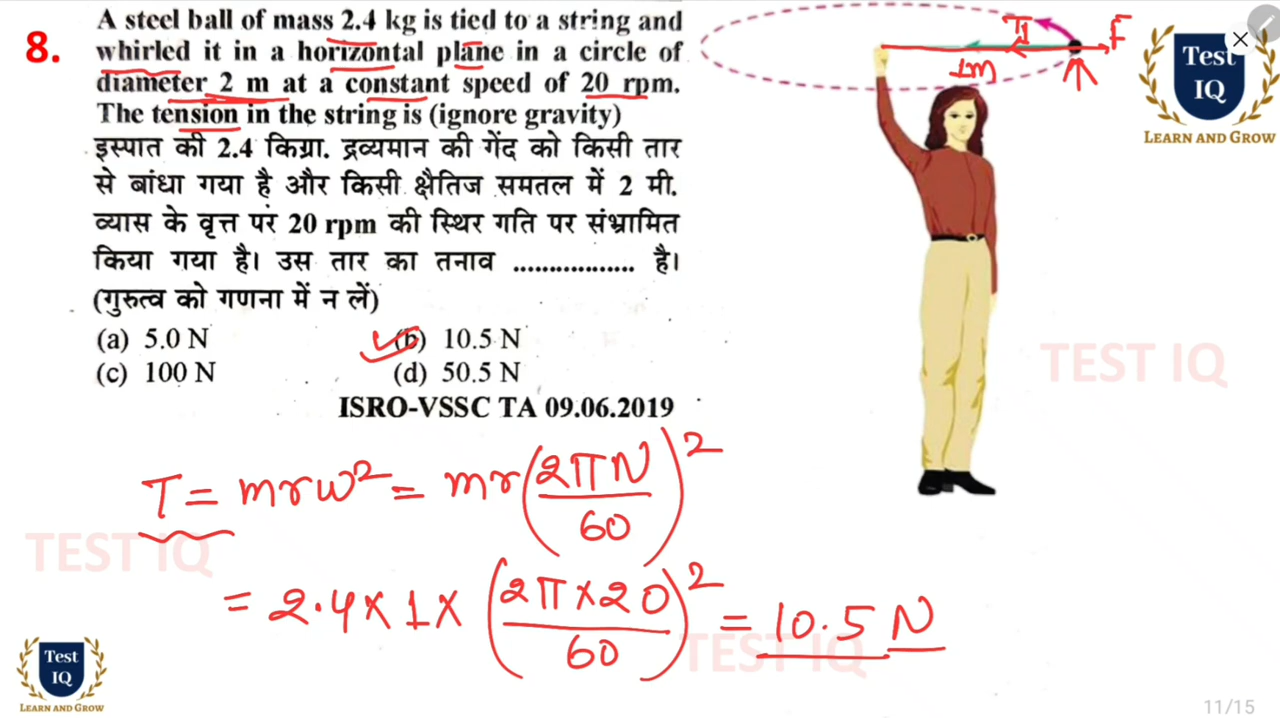 8.
A steel ball of mass 2.4 kg is tied to a string and
whirled it in a horizontal plane in a circle of
diameter 2 m at a constant speed of 20 rpm.
The tension in the string is (ignore gravity)
इस्पात की 2.4 किग्रा. द्रव्यमान की गेंद को किसी तार
से बांधा गया है और किसी क्षैतिज समतल में 2 मी.
व्यास के वृत्त पर 20 rpm की स्थिर गति पर संभ्रामित
किया गया है। उस तार का तनाव ................. है।
(गुरुत्व को गणना में न लें)
(a) 5.0 N (b) 10.5 N
(c) 100 N (d) 50.5 N
ISRO-VSSC TA 09.06.2019
T F
1m
Test
IQ
LEARN AND GROW
TEST IQ
T = mrω² = mr(2πN/60)²
TEST IQ
= 2.4 × 1 × (2π×20/60)² = 10.5 N
TEST IQ
Test
IQ
LEARN AND GROW
11/15